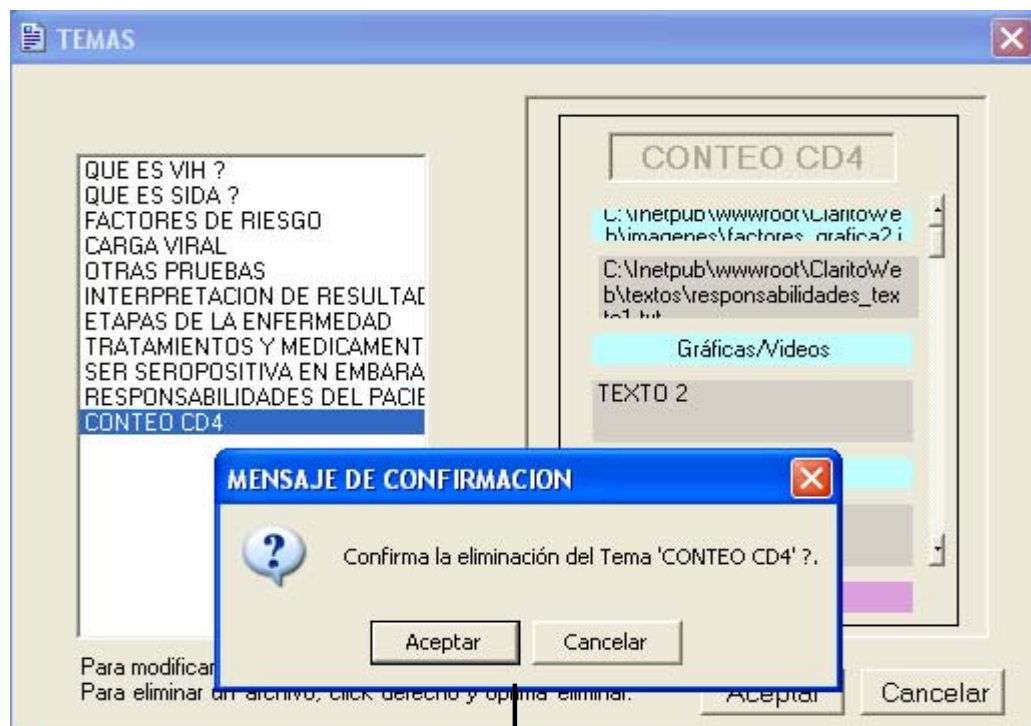 TEMAS
QUE ES VIH ?
QUE ES SIDA ?
FACTORES DE RIESGO
CARGA VIRAL
OTRAS PRUEBAS
INTERPRETACION DE RESULTAD
ETAPAS DE LA ENFERMEDAD
TRATAMIENTOS Y MEDICAMENT
SER SEROPOSITIVA EN EMBARA
RESPONSABILIDADES DEL PACIE
CONTEO CD4
CONTEO CD4
C:\Inetpub\wwwroot\ClaritoWe
b\imagenes\factores_grafica2.j
C:\Inetpub\wwwroot\ClaritoWe
b\textos\responsabilidades_tex
to1.txt
Gráficas/Videos
TEXTO 2
MENSAJE DE CONFIRMACION
Confirma la eliminación del Tema 'CONTEO CD4' ?.
Aceptar Cancelar
Para modificar
Para eliminar un archivo, click derecho y oprima eliminar.
Aceptar Cancelar